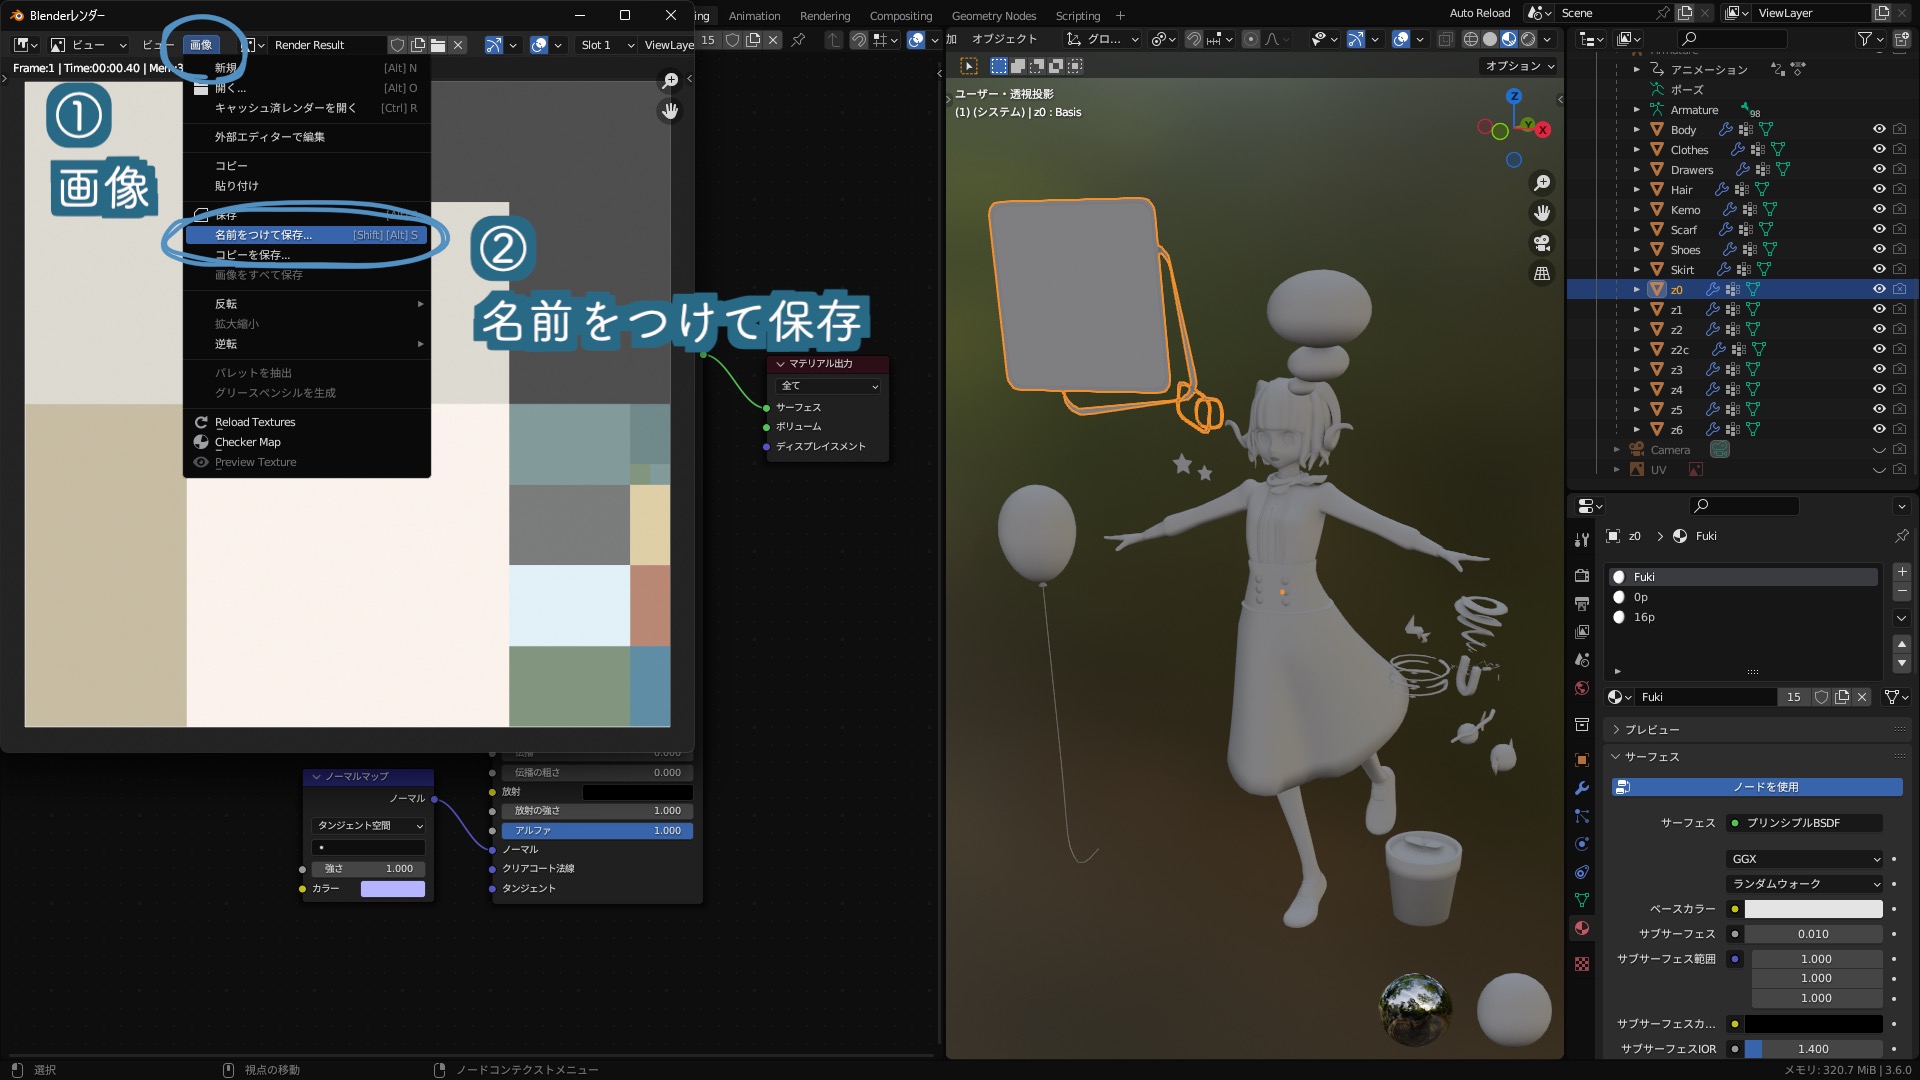 Blenderレンダー
ビュー
ビュー
画像
Render Result
Slot 1
ViewLaye
Frame:1 | Time:00:00.40 | Mem:3
新規
[Alt] N
開く...
[Alt] O
キャッシュ済レンダーを開く
[Ctrl] R
外部エディターで編集
コピー
貼り付け
保存
名前をつけて保存...
[Shift] [Alt] S
コピーを保存...
画像をすべて保存
反転
拡大縮小
逆転
パレットを抽出
グリースペンシルを生成
Reload Textures
Checker Map
Preview Texture
①
画像
②
名前をつけて保存
ing
Animation
Rendering
Compositing
Geometry Nodes
Scripting
+
Auto Reload
Scene
ViewLayer
15
加
オブジェクト
グロ...
オプション
ユーザー・透視投影
(1) (システム) | z0 : Basis
Z
Y
X
マテリアル出力
全て
サーフェス
ボリューム
ディスプレイスメント
ノーマルマップ
ノーマル
タンジェント空間
強さ
1.000
カラー
伝播
0.000
伝播の粗さ
0.000
放射
放射の強さ
1.000
アルファ
1.000
ノーマル
クリアコート法線
タンジェント
Armature
アニメーション
ポーズ
Armature
98
Body
Clothes
Drawers
Hair
Kemo
Scarf
Shoes
Skirt
z0
z1
z2
z2c
z3
z4
z5
z6
Camera
UV
z0
Fuki
Fuki
0p
16p
Fuki
15
プレビュー
サーフェス
ノードを使用
サーフェス
プリンシプルBSDF
GGX
ランダムウォーク
ベースカラー
サブサーフェス
0.010
サブサーフェス範囲
1.000
1.000
1.000
サブサーフェスカ...
サブサーフェスIOR
1.400
選択
視点の移動
ノードコンテクストメニュー
メモリ: 320.7 MiB | 3.6.0